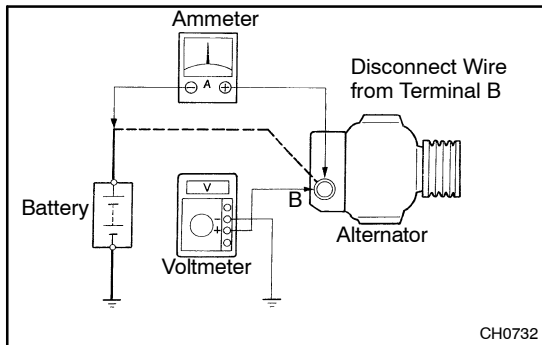 Ammeter
Disconnect Wire
from Terminal B
− A +
Battery
V
−
+
B
Voltmeter
Alternator
CH0732